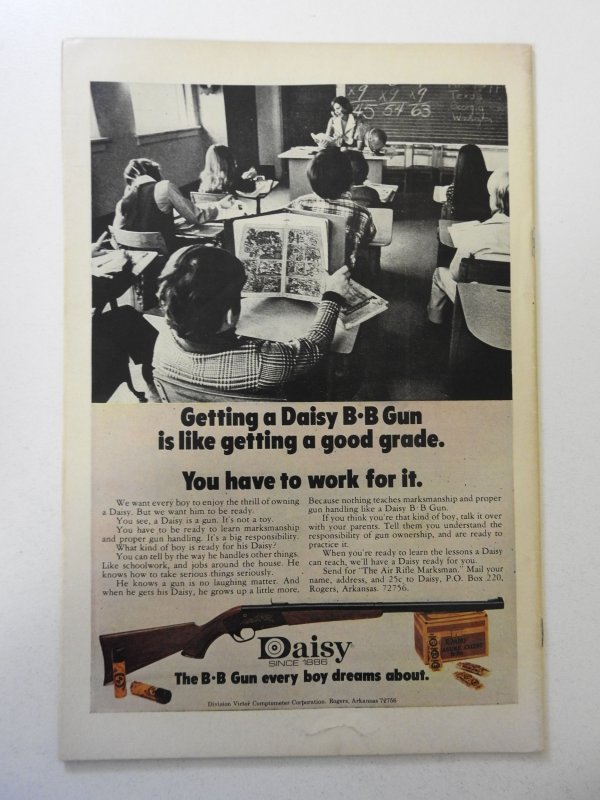 x9 x9 x9
45 54 63
Texas
Georgia
Getting a Daisy B·B Gun
is like getting a good grade.
You have to work for it.
We want every boy to enjoy the thrill of owning
a Daisy. But we want him to be ready.
You see, a Daisy is a gun. It's not a toy.
You have to be ready to learn marksmanship
and proper gun handling. It's a big responsibility.
What kind of boy is ready for his Daisy?
You can tell by the way he handles other things.
Like schoolwork, and jobs around the house. He
knows how to take serious things seriously.
He knows a gun is no laughing matter. And
when he gets his Daisy, he grows up a little more.
Because nothing teaches marksmanship and proper
gun handling like a Daisy B·B Gun.
If you think you're that kind of boy, talk it over
with your parents. Tell them you understand the
responsibility of gun ownership, and are ready to
practice it.
When you're ready to learn the lessons a Daisy
can teach, we'll have a Daisy ready for you.
Send for "The Air Rifle Marksman." Mail your
name, address, and 25¢ to Daisy, P.O. Box 220,
Rogers, Arkansas. 72756.
Daisy
SINCE 1886
The B·B Gun every boy dreams about.
Division Victor Comptometer Corporation. Rogers, Arkansas 72756